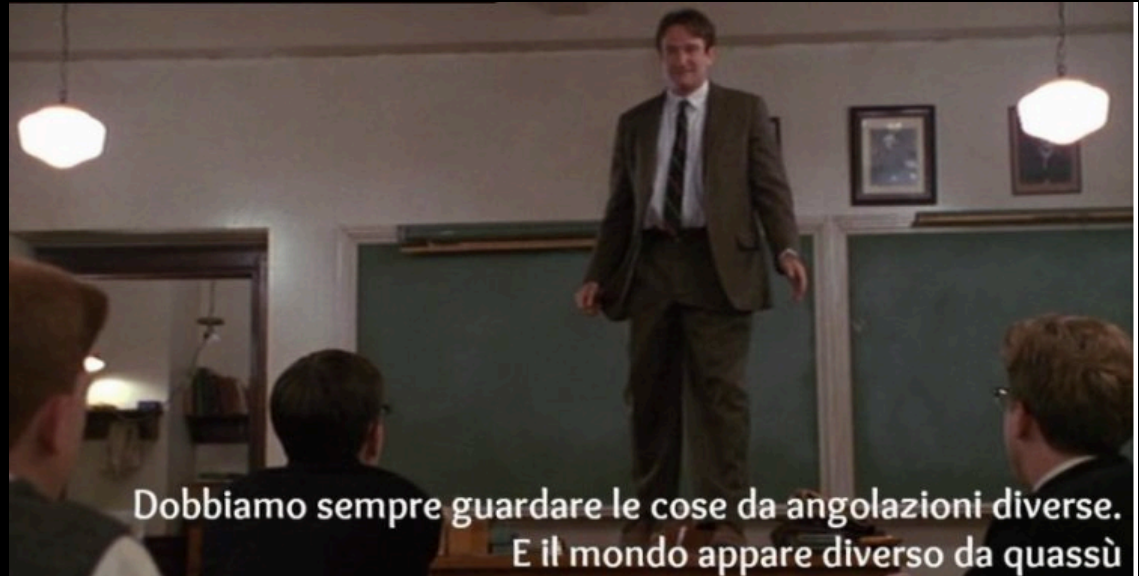 Dobbiamo sempre guardare le cose da angolazioni diverse.
E il mondo appare diverso da quassù